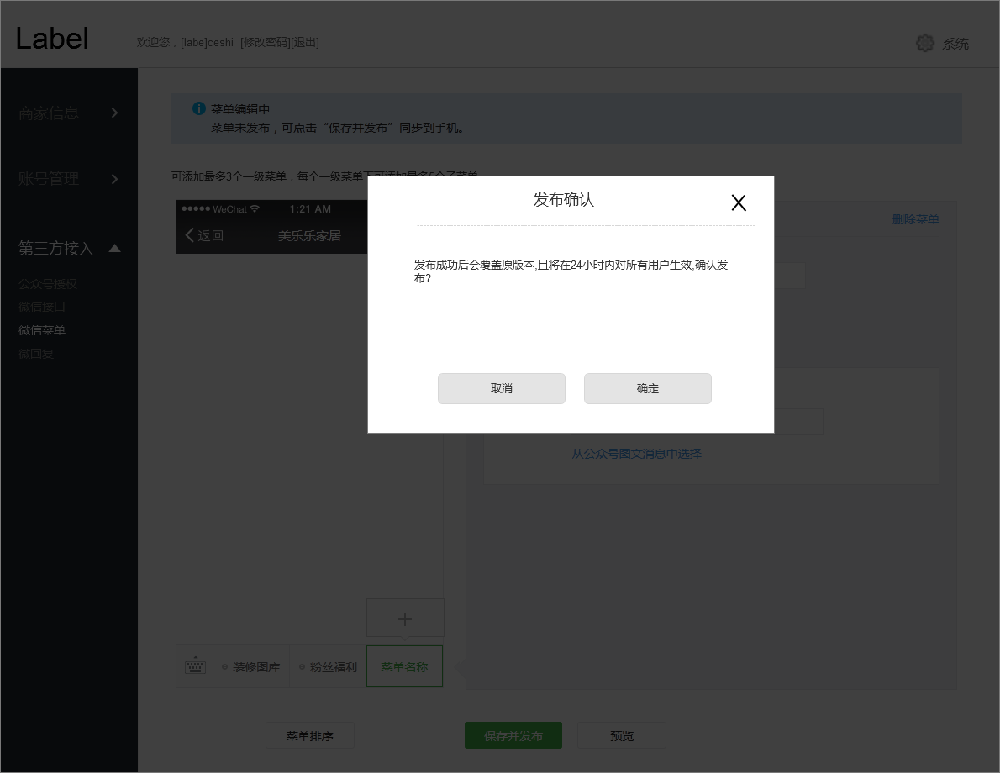 Label
欢迎您，[labe]ceshi [修改密码][退出]
系统
商家信息
账号管理
第三方接入
公众号授权
微信接口
微信菜单
微回复
菜单编辑中
菜单未发布，可点击“保存并发布”同步到手机。
可添加最多3个一级菜单，每个一级菜单下可添加最多5个子菜单
WeChat
1:21 AM
返回
美乐乐家居
删除菜单
发布确认
X
发布成功后会覆盖原版本,且将在24小时内对所有用户生效,确认发
布?
取消
确定
从公众号图文消息中选择
+
装修图库
粉丝福利
菜单名称
菜单排序
保存并发布
预览